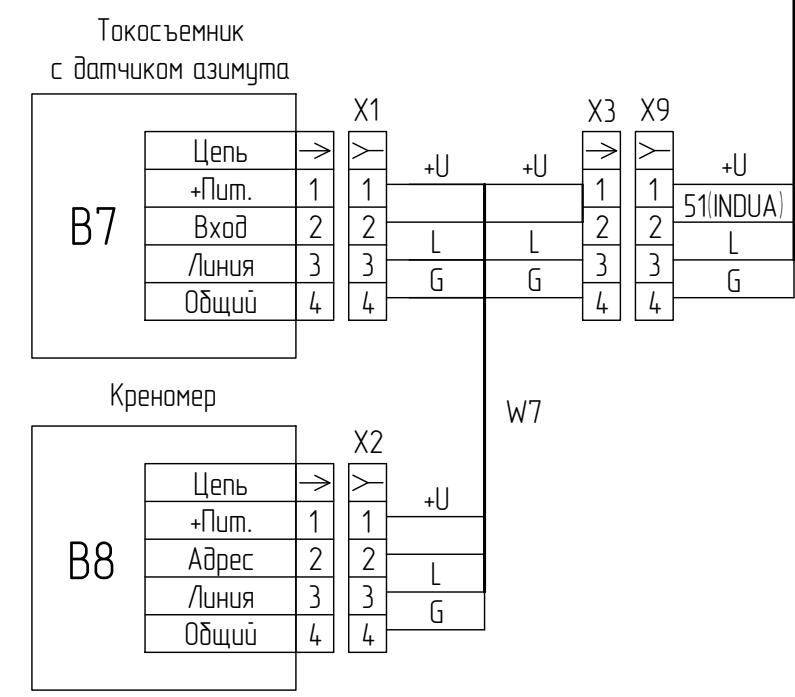 Токосъемник
с датчиком азимута
X1
X3 X9
Цепь
+U +U +U
B7
+Пит. 1 1 1 1 51(INDUA)
Вход 2 2 2 2
L L L
Линия 3 3 3 3
G G G
Общий 4 4 4 4
Креномер
W7
X2
Цепь
+U
B8
+Пит. 1 1
Адрес 2 2
L
Линия 3 3
G
Общий 4 4